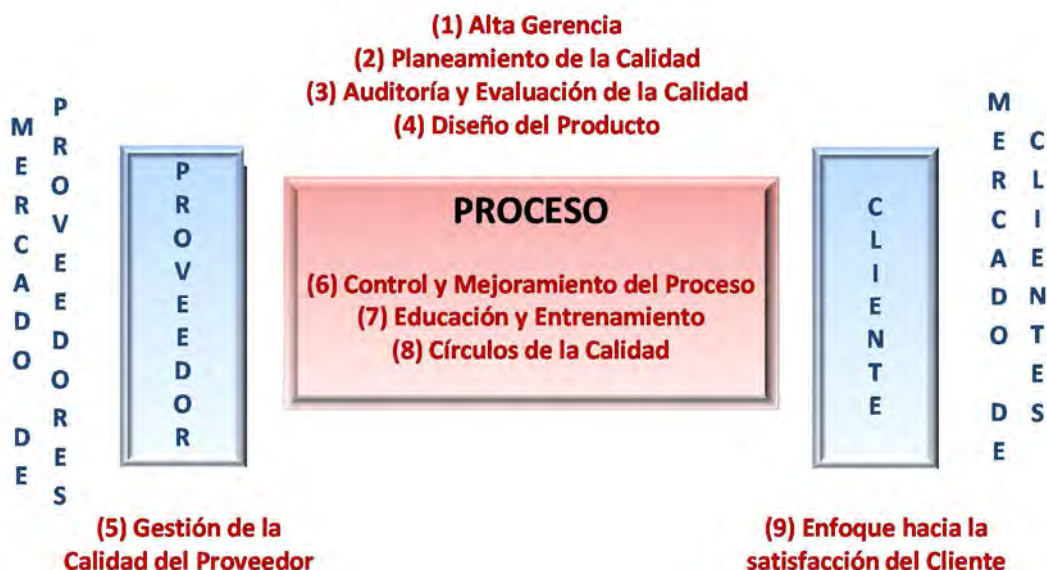 (1) Alta Gerencia
(2) Planeamiento de la Calidad
(3) Auditoría y Evaluación de la Calidad
(4) Diseño del Producto
MERCADO DE
PROVEEDORES
PROVEEDOR
PROCESO
(6) Control y Mejoramiento del Proceso
(7) Educación y Entrenamiento
(8) Círculos de la Calidad
CLIENTE
MERCADO DE
CLIENTES
(5) Gestión de la
Calidad del Proveedor
(9) Enfoque hacia la
satisfacción del Cliente